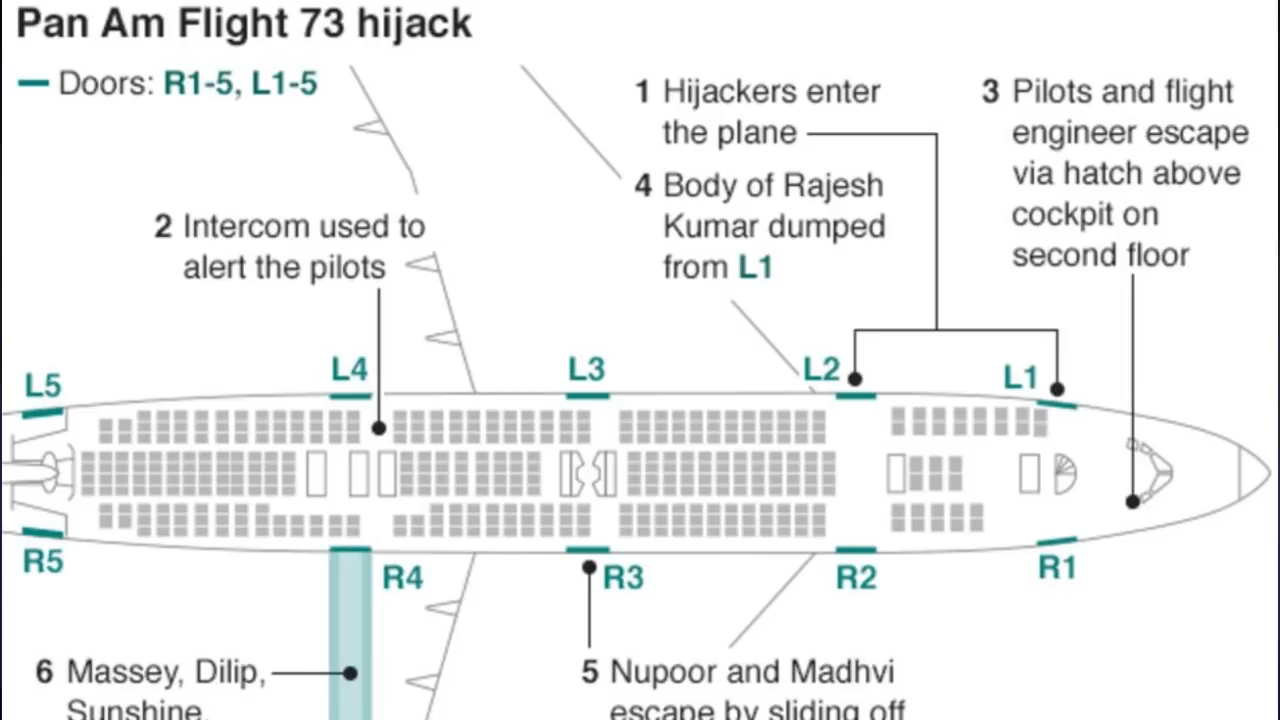 Pan Am Flight 73 hijack
Doors: R1-5, L1-5
1 Hijackers enter
the plane
3 Pilots and flight
engineer escape
via hatch above
cockpit on
second floor
4 Body of Rajesh
Kumar dumped
from L1
2 Intercom used to
alert the pilots
L5
L4
L3
L2
L1
R5
R4
R3
R2
R1
6 Massey, Dilip,
Sunshine,
5 Nupoor and Madhvi
escape by sliding off